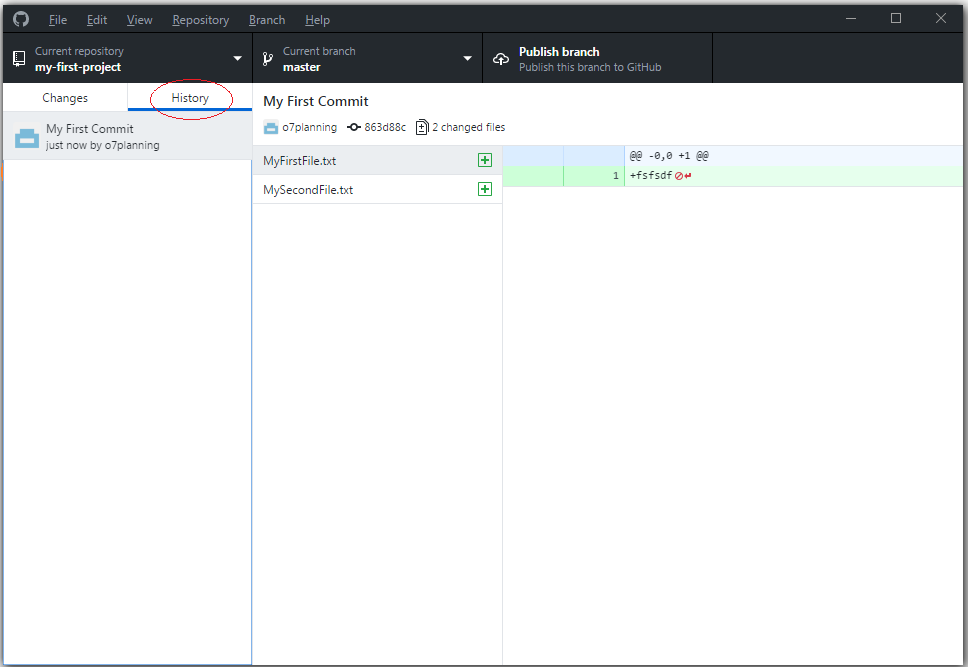 File Edit View Repository Branch Help
Current repository
my-first-project
Current branch
master
Publish branch
Publish this branch to GitHub
Changes History
My First Commit
just now by o7planning
My First Commit
o7planning 863d88c 2 changed files
MyFirstFile.txt
MySecondFile.txt
@@ -0,0 +1 @@
1 +fsfsdf